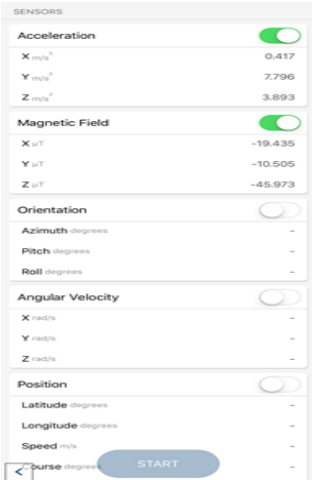 SENSORS
Acceleration
X m/s² 0.417
Y m/s² 7.796
Z m/s² 3.893
Magnetic Field
X µT -19.435
Y µT -10.505
Z µT -45.973
Orientation
Azimuth degrees -
Pitch degrees -
Roll degrees -
Angular Velocity
X rad/s -
Y rad/s -
Z rad/s -
Position
Latitude degrees -
Longitude degrees -
Speed m/s -
Course degrees -
START